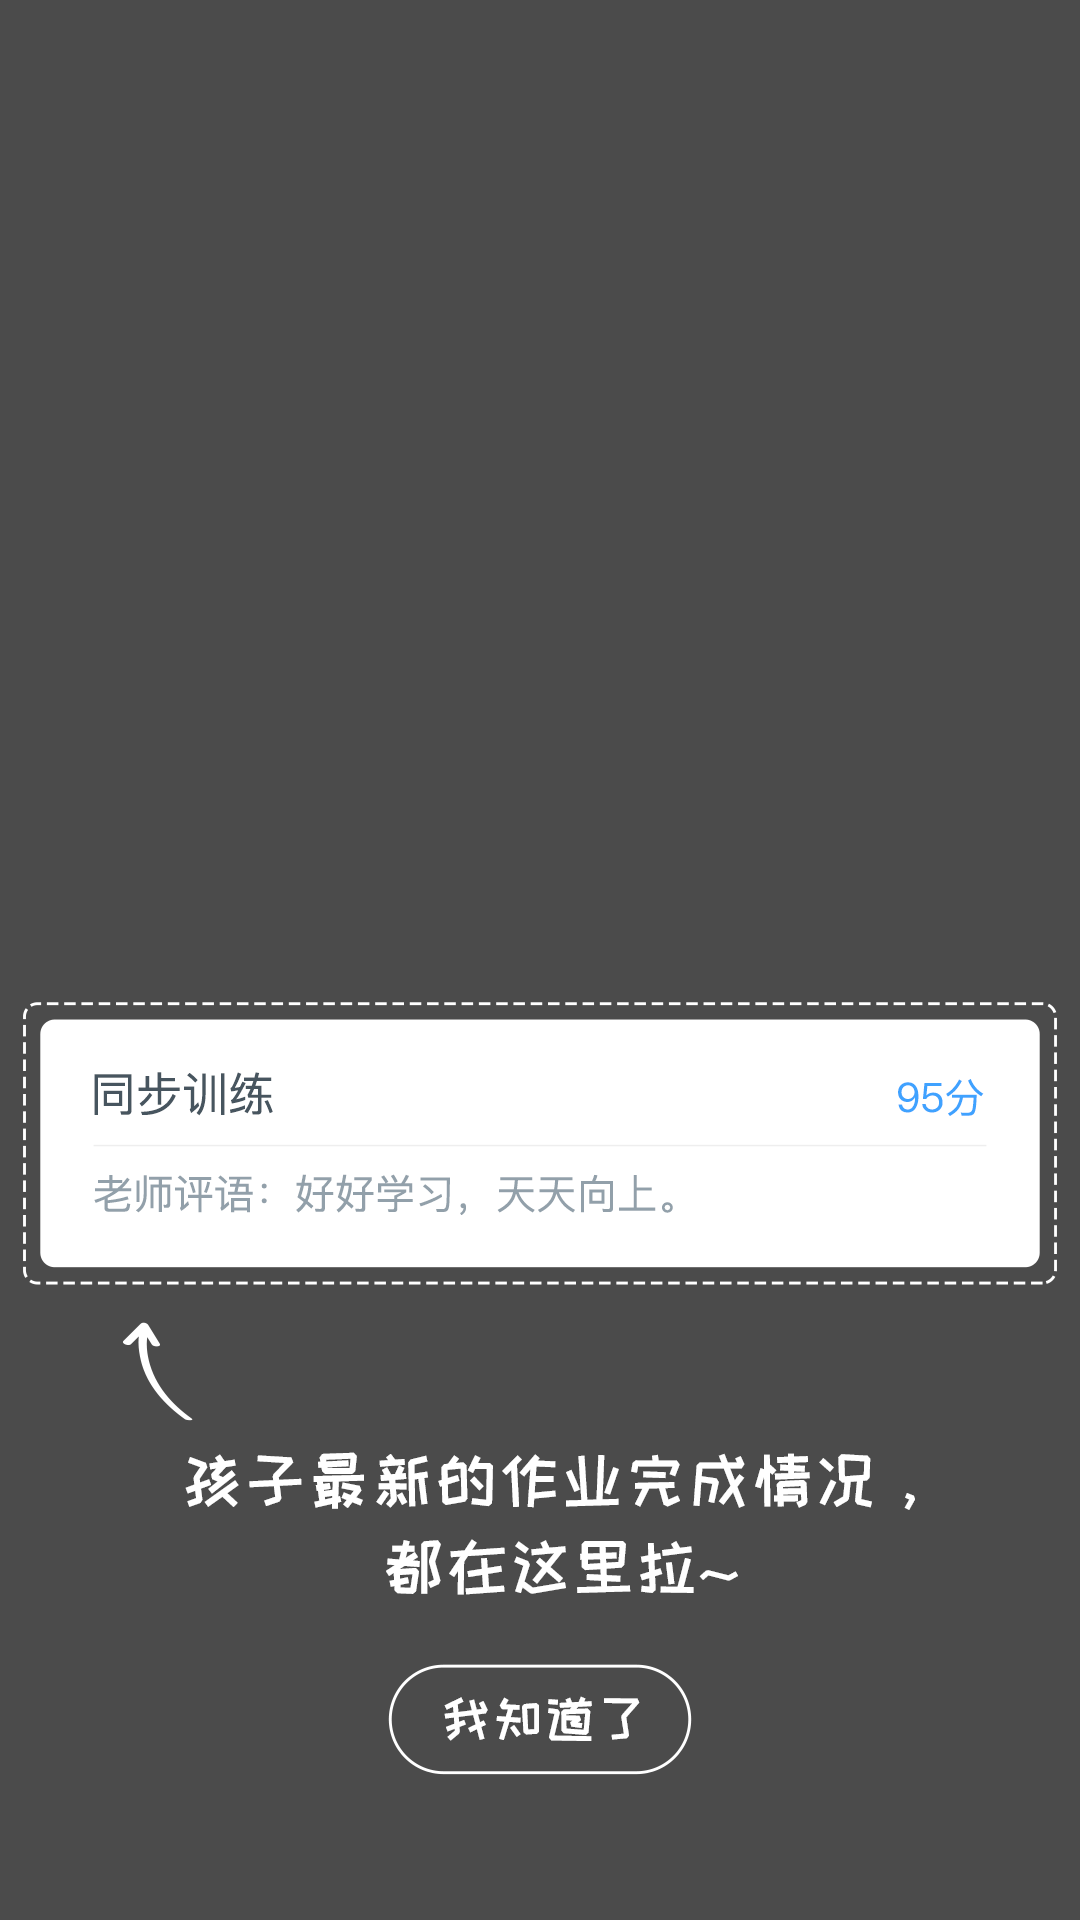 同步训练
95分
老师评语：好好学习，天天向上。
孩子最新的作业完成情况，
都在这里拉~
我知道了